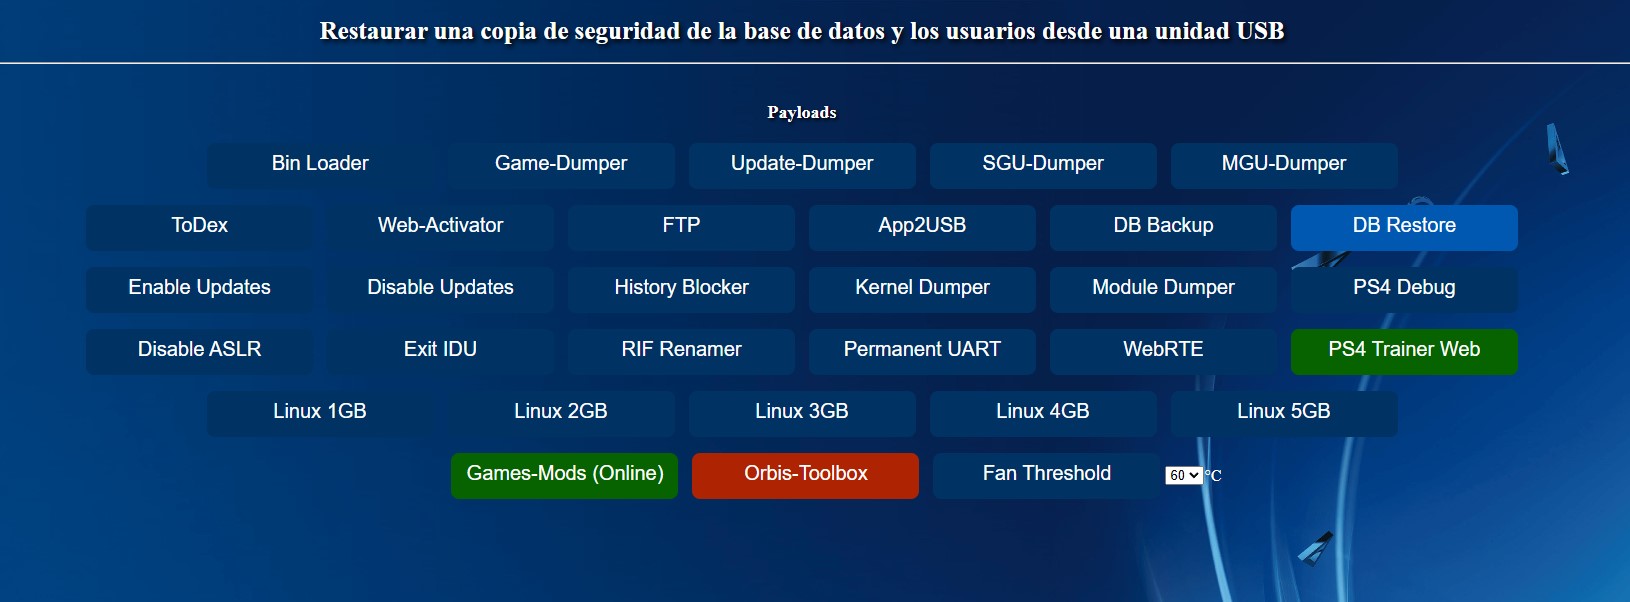 Restaurar una copia de seguridad de la base de datos y los usuarios desde una unidad USB
Payloads
Bin Loader Game-Dumper Update-Dumper SGU-Dumper MGU-Dumper
ToDex Web-Activator FTP App2USB DB Backup DB Restore
Enable Updates Disable Updates History Blocker Kernel Dumper Module Dumper PS4 Debug
Disable ASLR Exit IDU RIF Renamer Permanent UART WebRTE PS4 Trainer Web
Linux 1GB Linux 2GB Linux 3GB Linux 4GB Linux 5GB
Games-Mods (Online) Orbis-Toolbox Fan Threshold 60 °C